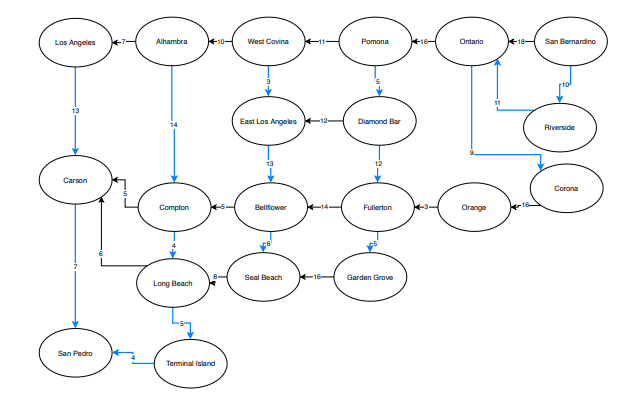 Los Angeles
7
Alhambra
10
West Covina
11
Pomona
16
Ontario
18
San Bernardino
3
5
10
13
14
East Los Angeles
12
Diamond Bar
11
Riverside
13
12
9
Carson
5
Compton
5
Bellflower
14
Fullerton
3
Orange
16
Corona
4
6
5
6
7
Long Beach
8
Seal Beach
16
Garden Grove
5
San Pedro
4
Terminal Island